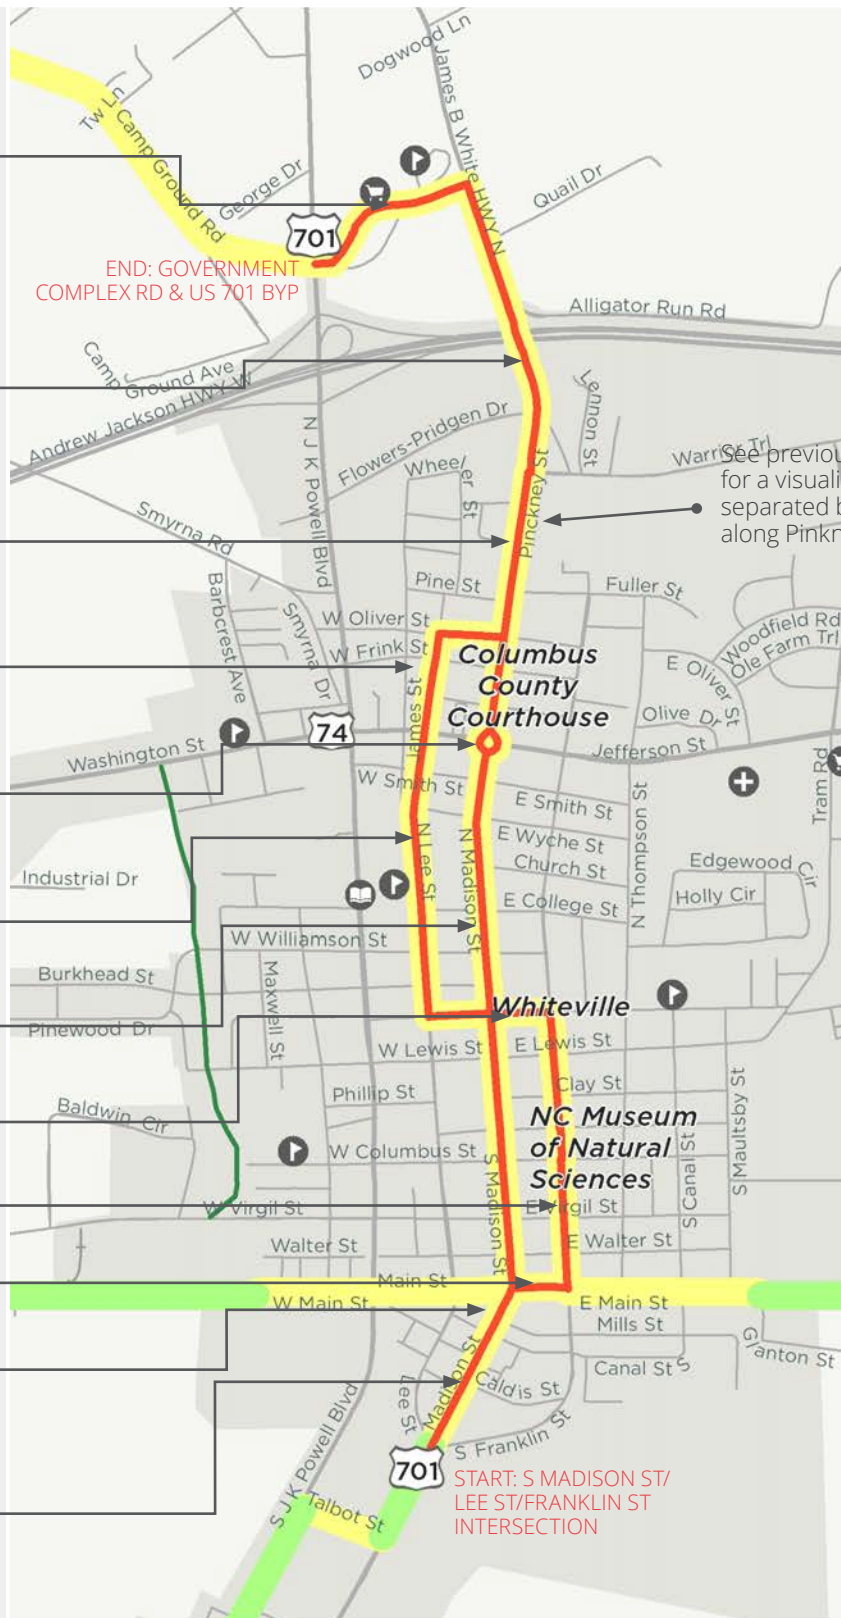 Dogwood Ln
James B White HWY N
Tw Ln
Camp Ground Rd
George Dr
Quail Dr
701
END: GOVERNMENT
COMPLEX RD & US 701 BYP
Alligator Run Rd
Camp Ground Ave
Andrew Jackson HWY W
N J K Powell Blvd
Flowers-Pridgen Dr
Lennon St
Wheeler St
Warrior Trl
See previou
for a visuali
separated b
along Pinkn
Pinckney St
Smyrna Rd
Barbcrest Ave
Smyrna Dr
Pine St
Fuller St
W Oliver St
W Frink St
Woodfield Rd
Ole Farm Trl
E Oliver St
Columbus
County
Courthouse
James St
Olive Dr
74
Washington St
Jefferson St
W Smith St
E Smith St
N Thompson St
Tram Rd
N Lee St
N Madison St
E Wyche St
Church St
Edgewood Cir
Industrial Dr
Holly Cir
E College St
W Williamson St
Burkhead St
Maxwell St
Whiteville
Pinewood Dr
W Lewis St
E Lewis St
Phillip St
Clay St
S Maultsby St
Baldwin Cir
NC Museum
of Natural
Sciences
W Columbus St
S Canal St
S Madison St
W Virgil St
E Virgil St
Walter St
E Walter St
Main St
W Main St
E Main St
Mills St
Glanton St
Canal St S
Madison St
Lee St
Caldis St
S J K Powell Blvd
S Franklin St
701
START: S MADISON ST/
LEE ST/FRANKLIN ST
INTERSECTION
Talbot St